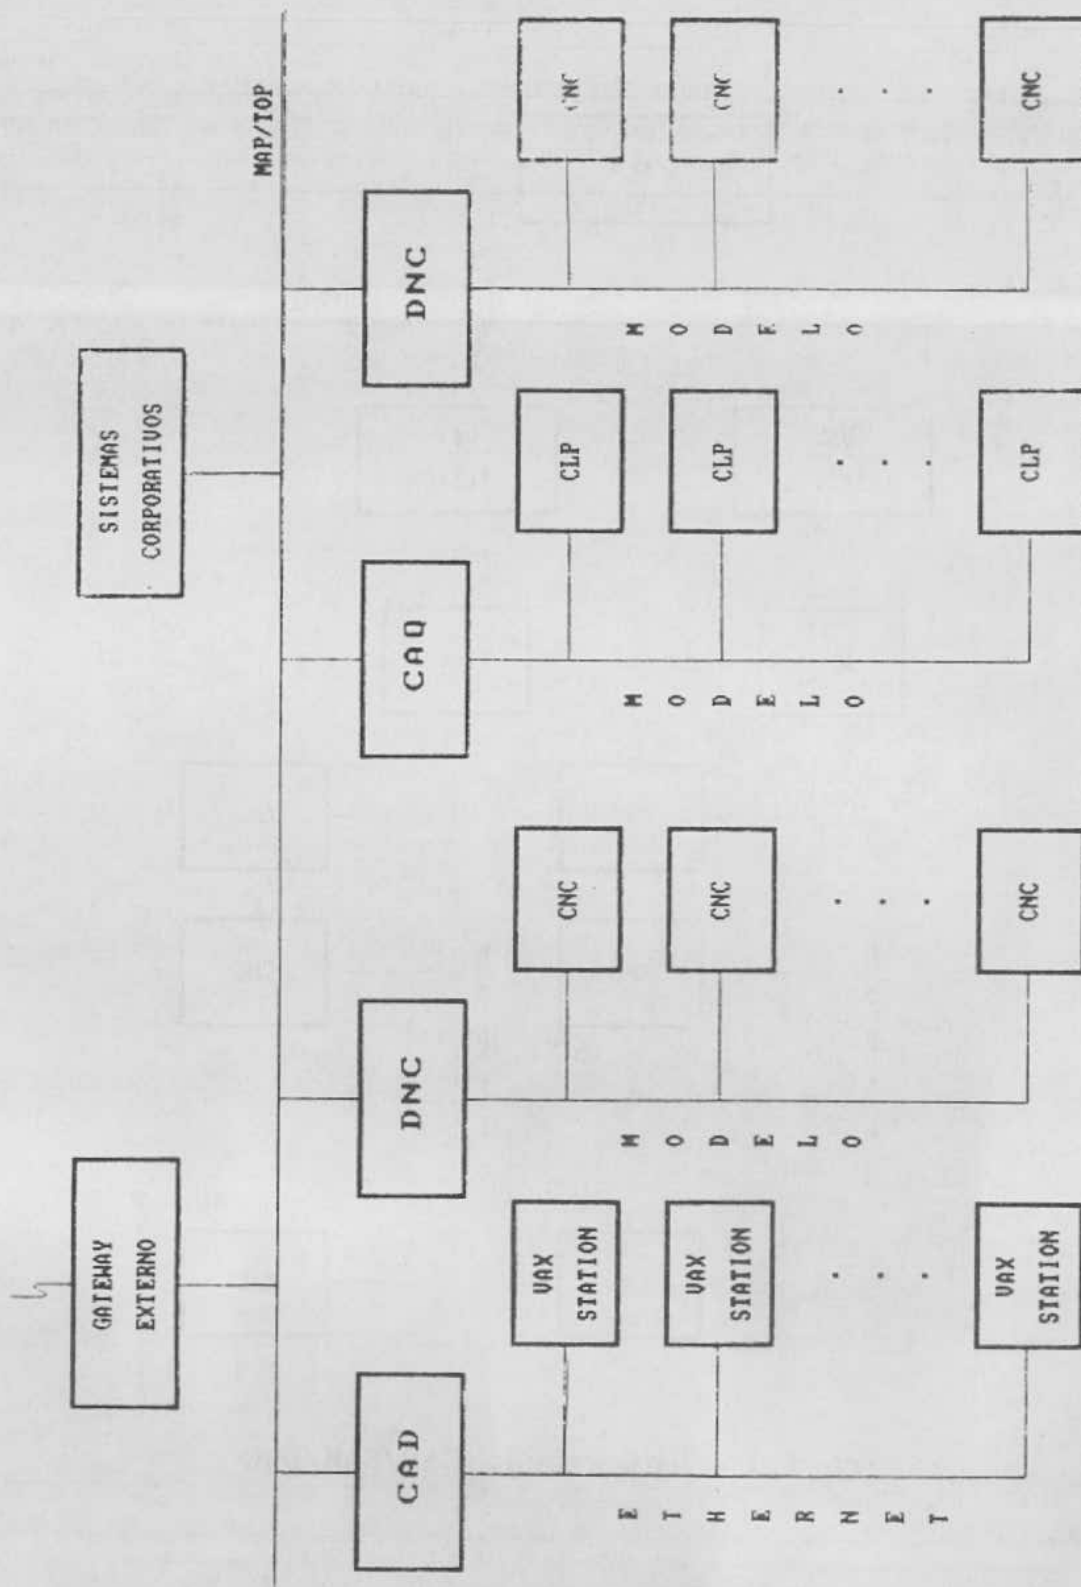 GATEWAY
EXTERNO
SISTEMAS
CORPORATIVOS
MAP/TOP
CAD
DNC
CAQ
DNC
VAX
STATION
CNC
CLP
CNC
VAX
STATION
CNC
CLP
CNC
. . .
. . .
. . .
. . .
VAX
STATION
CNC
CLP
CNC
ETHERNET
MODELO
MODELO
MODELO